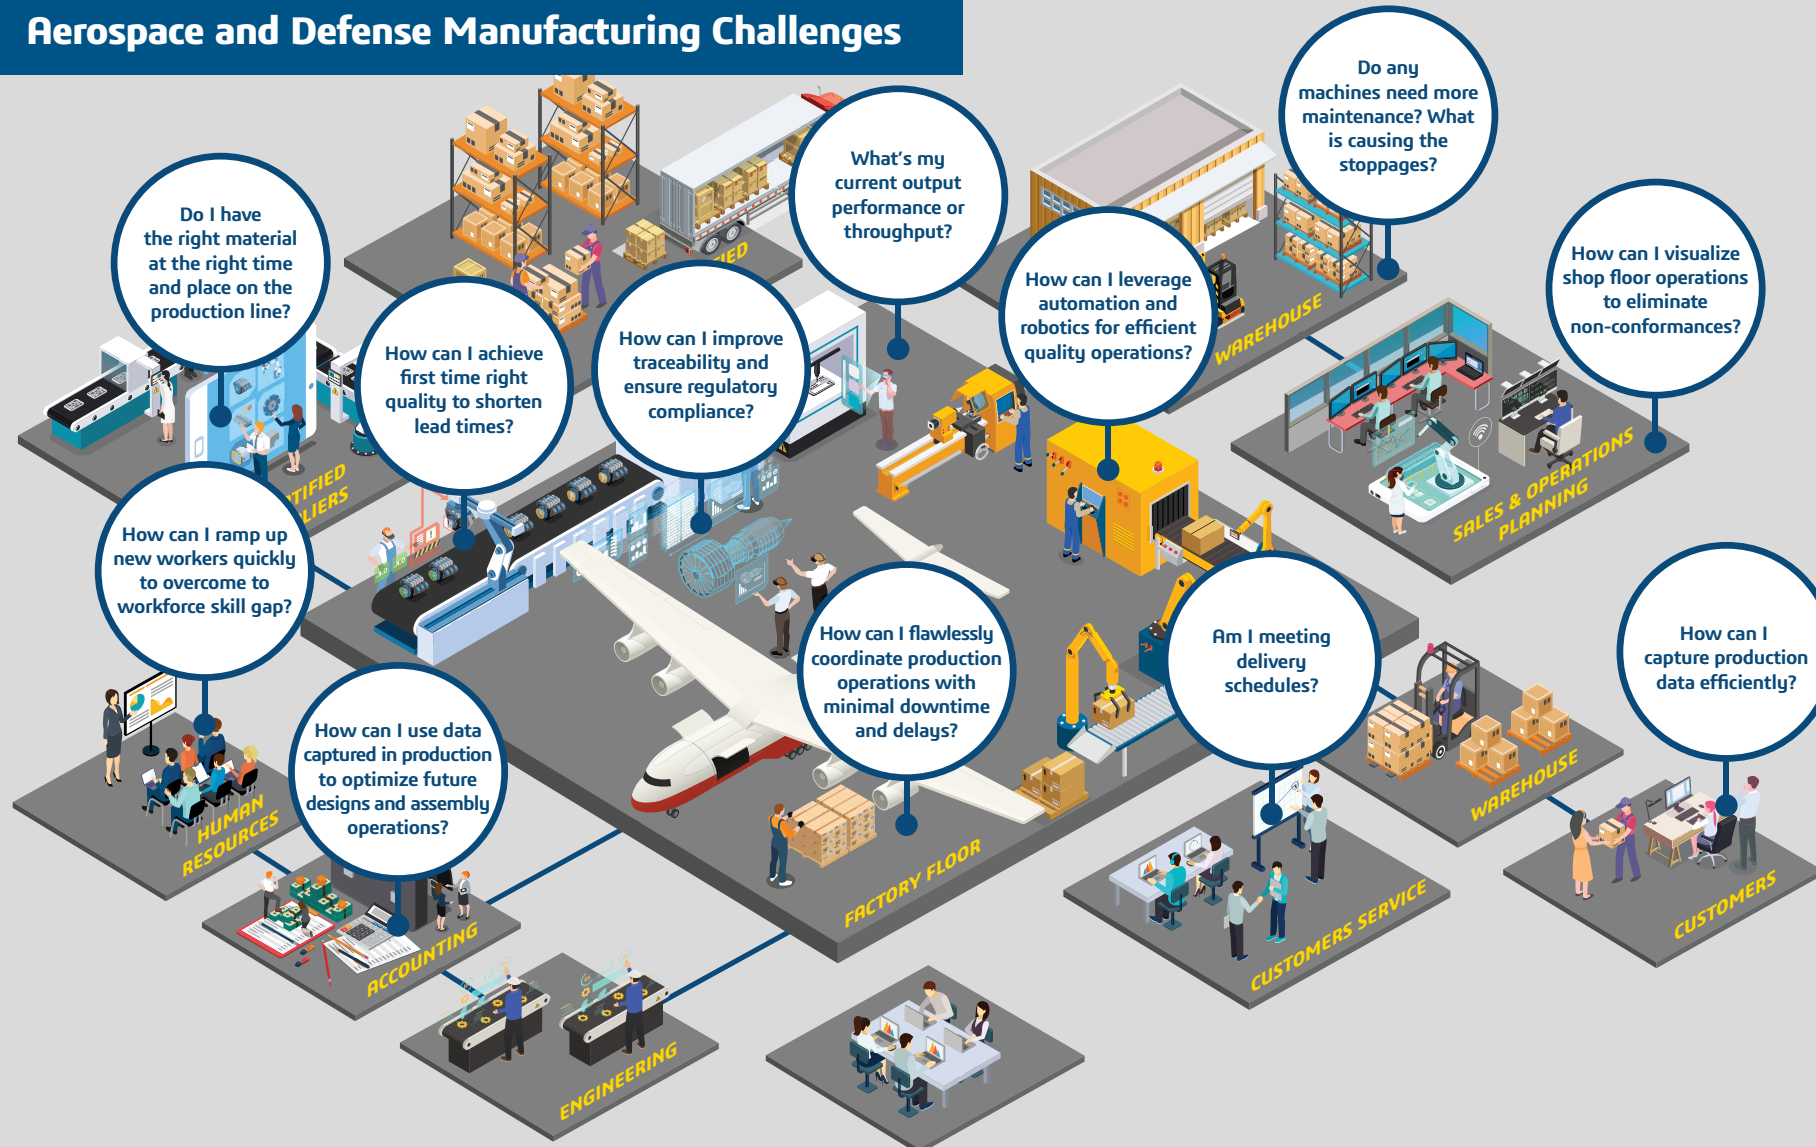 Aerospace and Defense Manufacturing Challenges
Do any
machines need more
maintenance? What
is causing the
stoppages?
What's my
current output
performance or
throughput?
Do I have
the right material
at the right time
and place on the
production line?
How can I visualize
shop floor operations
to eliminate
non-conformances?
How can I leverage
automation and
robotics for efficient
quality operations?
How can I improve
traceability and
ensure regulatory
compliance?
How can I achieve
first time right
quality to shorten
lead times?
WAREHOUSE
SALES & OPERATIONS
PLANNING
How can I ramp up
new workers quickly
to overcome to
workforce skill gap?
How can I flawlessly
coordinate production
operations with
minimal downtime
and delays?
Am I meeting
delivery
schedules?
How can I
capture production
data efficiently?
How can I use data
captured in production
to optimize future
designs and assembly
operations?
HUMAN
RESOURCES
WAREHOUSE
FACTORY FLOOR
CUSTOMERS
CUSTOMERS SERVICE
ACCOUNTING
ENGINEERING